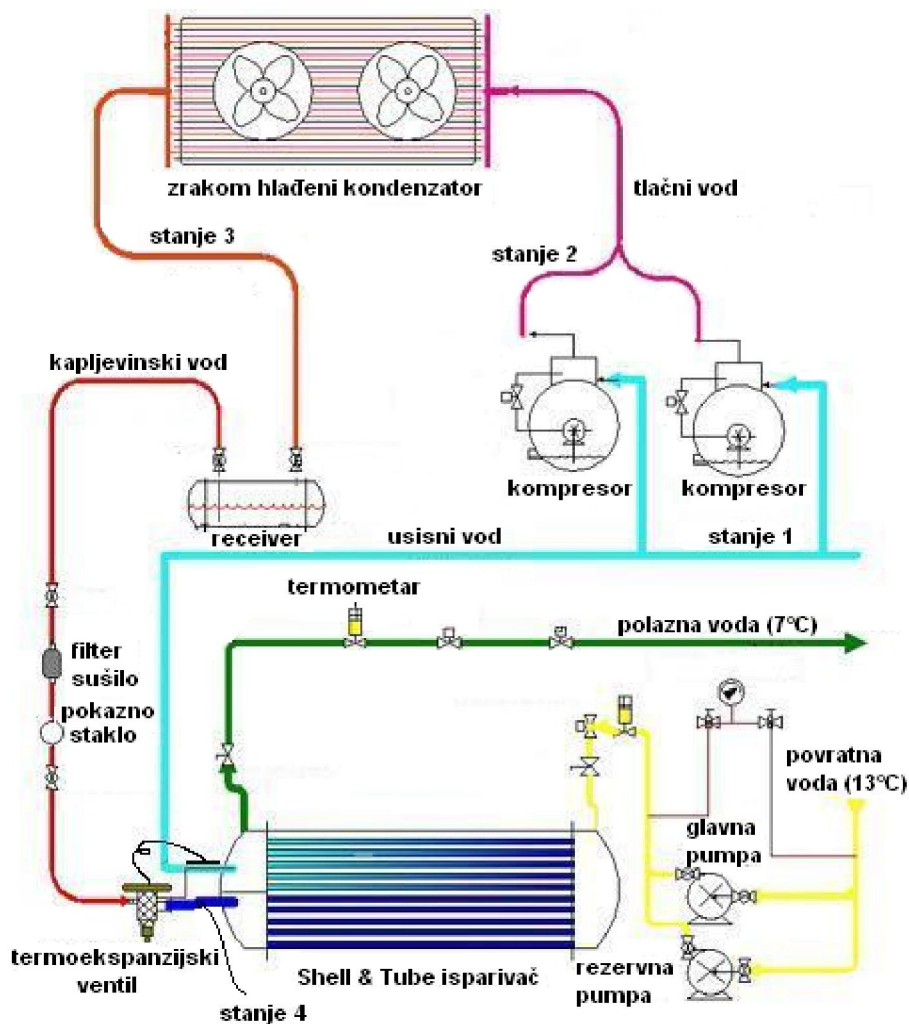 zrakom hlađeni kondenzator
tlačni vod
stanje 3
stanje 2
kapljevinski vod
kompresor
kompresor
receiver
usisni vod
stanje 1
termometar
polazna voda (7°C)
filter
sušilo
pokazno
staklo
povratna
voda (13°C)
glavna
pumpa
termoekspanzijski
ventil
Shell & Tube isparivač
rezervna
pumpa
stanje 4